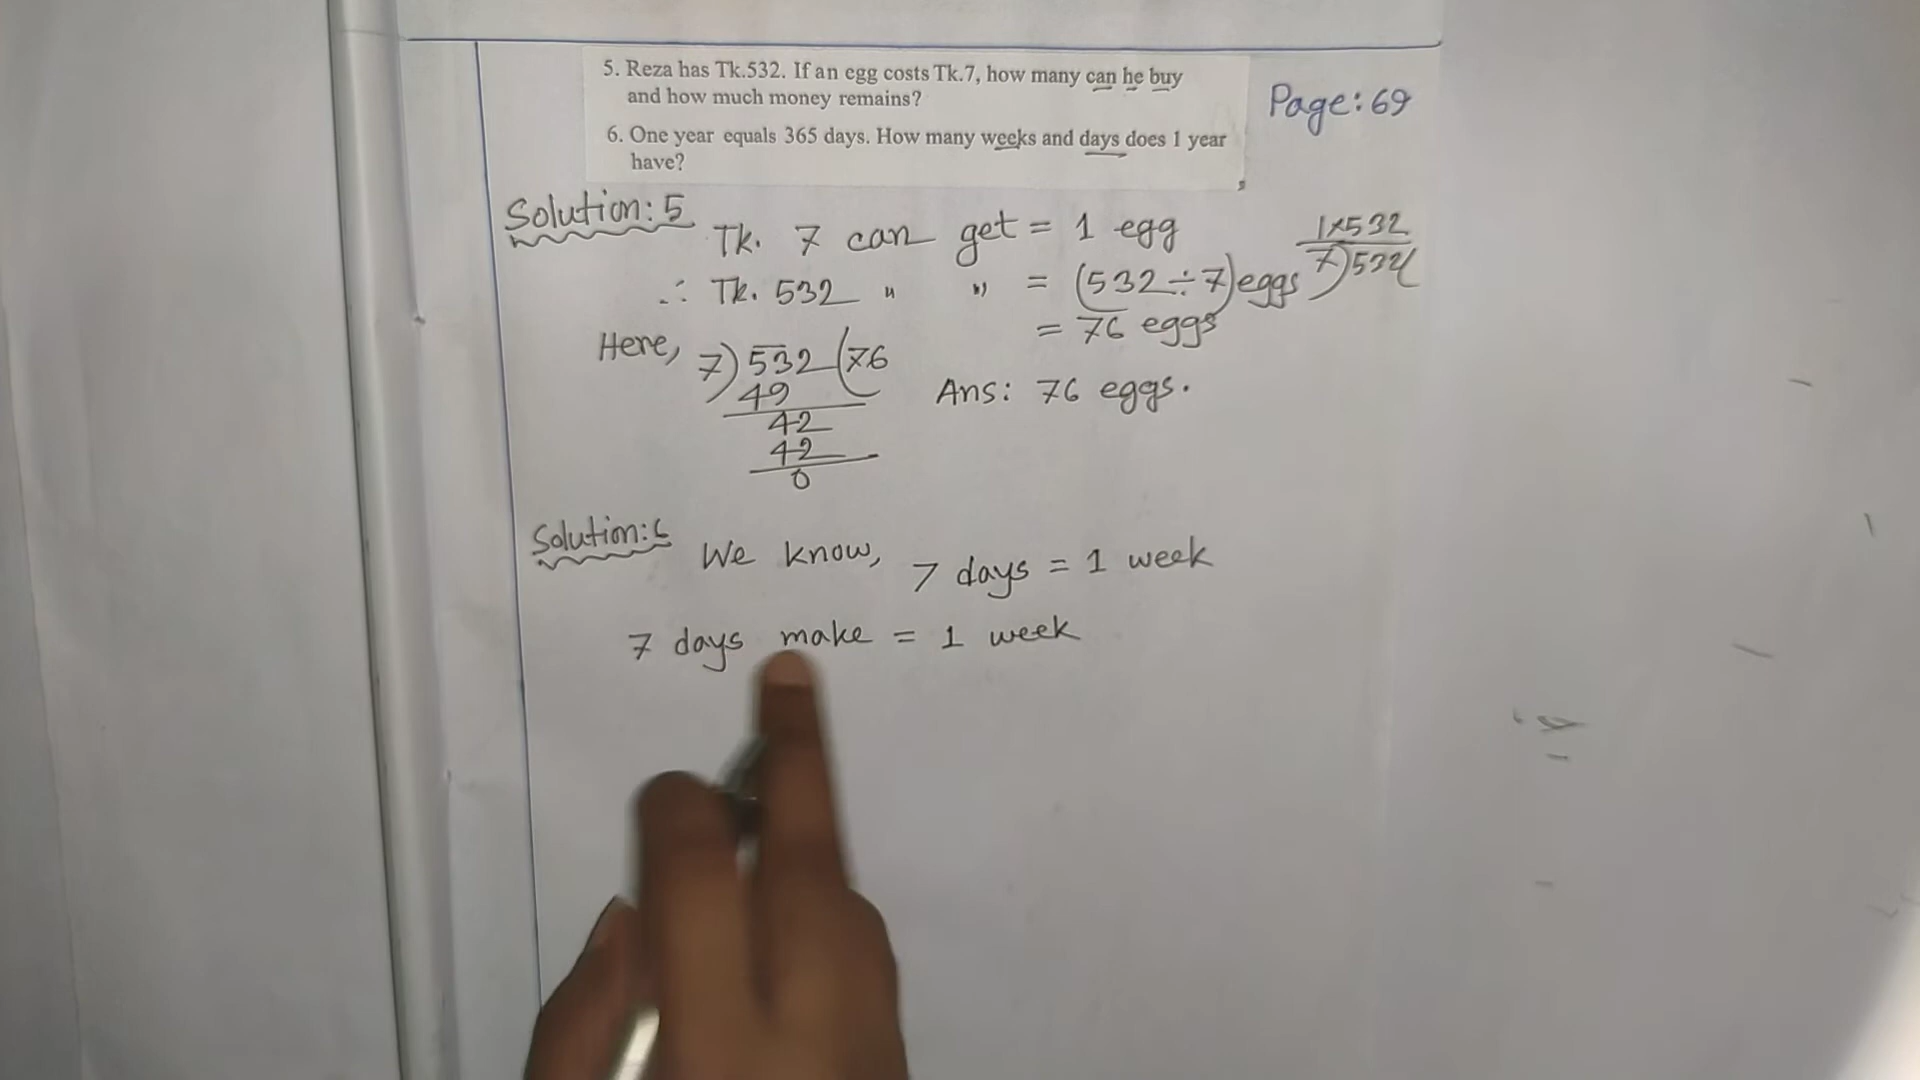 5. Reza has Tk.532. If an egg costs Tk.7, how many can he buy
and how much money remains?
6. One year equals 365 days. How many weeks and days does 1 year
have?
Page: 69
Solution: 5
Tk. 7 can get = 1 egg
1×532
7)532(
∴ Tk. 532 " " = (532÷7)eggs
= 76 eggs
Here, 7)532(76
49
42
42
0
Ans: 76 eggs.
Solution: 6
We know, 7 days = 1 week
7 days make = 1 week